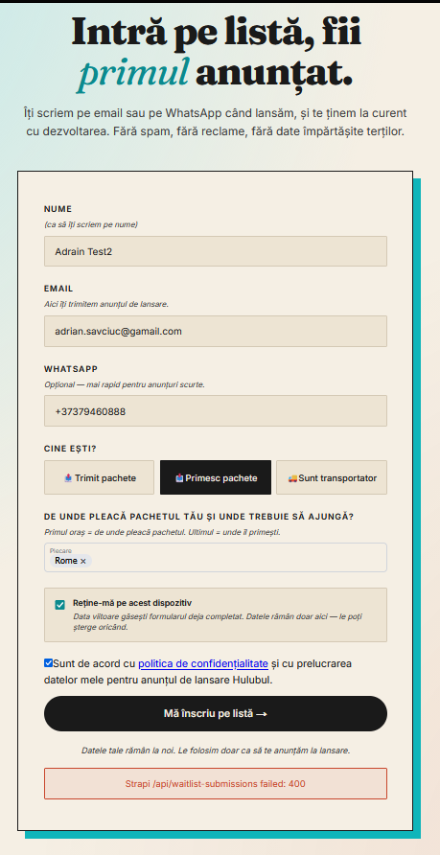 Intră pe listă, fii
primul anunțat.
Îți scriem pe email sau pe WhatsApp când lansăm, și te ținem la curent
cu dezvoltarea. Fără spam, fără reclame, fără date împărtășite terților.
NUME
(ca să îți scriem pe nume)
Adrain Test2
EMAIL
Aici îți trimitem anunțul de lansare.
adrian.savciuc@gamail.com
WHATSAPP
Opțional — mai rapid pentru anunțuri scurte.
+37379460888
CINE EȘTI?
Trimit pachete
Primesc pachete
Sunt transportator
DE UNDE PLEACĂ PACHETUL TĂU ȘI UNDE TREBUIE SĂ AJUNGĂ?
Primul oraș = de unde pleacă pachetul. Ultimul = unde îl primești.
Plecare
Rome ×
Reține-mă pe acest dispozitiv
Data viitoare găsești formularul deja completat. Datele rămân doar aici — le poți
șterge oricând.
Sunt de acord cu politica de confidențialitate și cu prelucrarea
datelor mele pentru anunțul de lansare Hulubul.
Mă înscriu pe listă →
Datele tale rămân la noi. Le folosim doar ca să te anunțăm la lansare.
Strapi /api/waitlist-submissions failed: 400